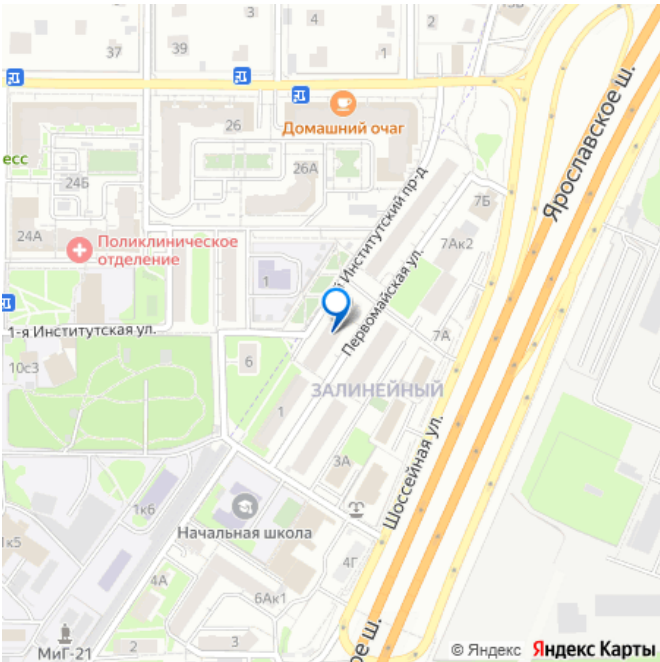 3
4
37
39
1
Ярославское ш.
Домашний очаг
26
26А
есс
24Б
7Б
24А
Поликлиническое
отделение
й Институтский пр-д
7Ак2
1
Первомайская ул.
1-я Институтская ул.
7А
6
10с3
ЗАЛИНЕЙНЫЙ
1
3А
Шоссейная ул.
1к6
Начальная школа
1к5
4Г
4А
6Ак1
МиГ-21
2
3
ое ш.
© Яндекс Яндекс Карты